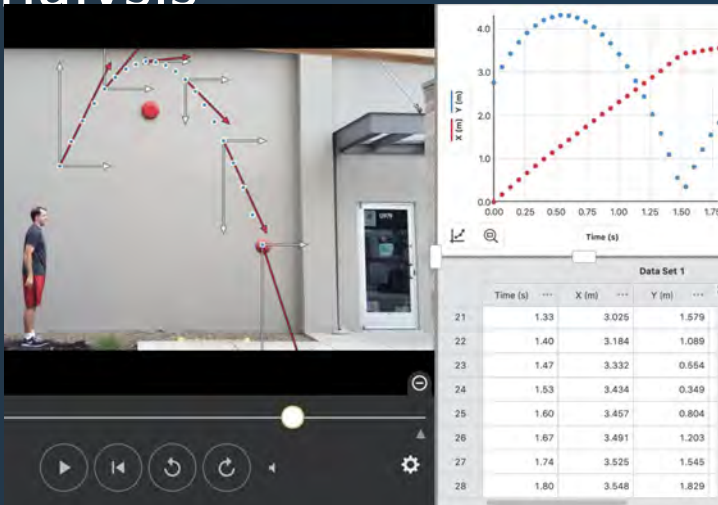 4.0
3.0
2.0
1.0
0.0
X (m) Y (m)
0.00 0.25 0.50 0.75 1.00 1.25 1.50 1.75
Time (s)
Data Set 1
Time (s) ... X (m) ... Y (m) ...
21 1.33 3.025 1.579
22 1.40 3.184 1.089
23 1.47 3.332 0.554
24 1.53 3.434 0.349
25 1.60 3.457 0.804
26 1.67 3.491 1.203
27 1.74 3.525 1.545
28 1.80 3.548 1.829